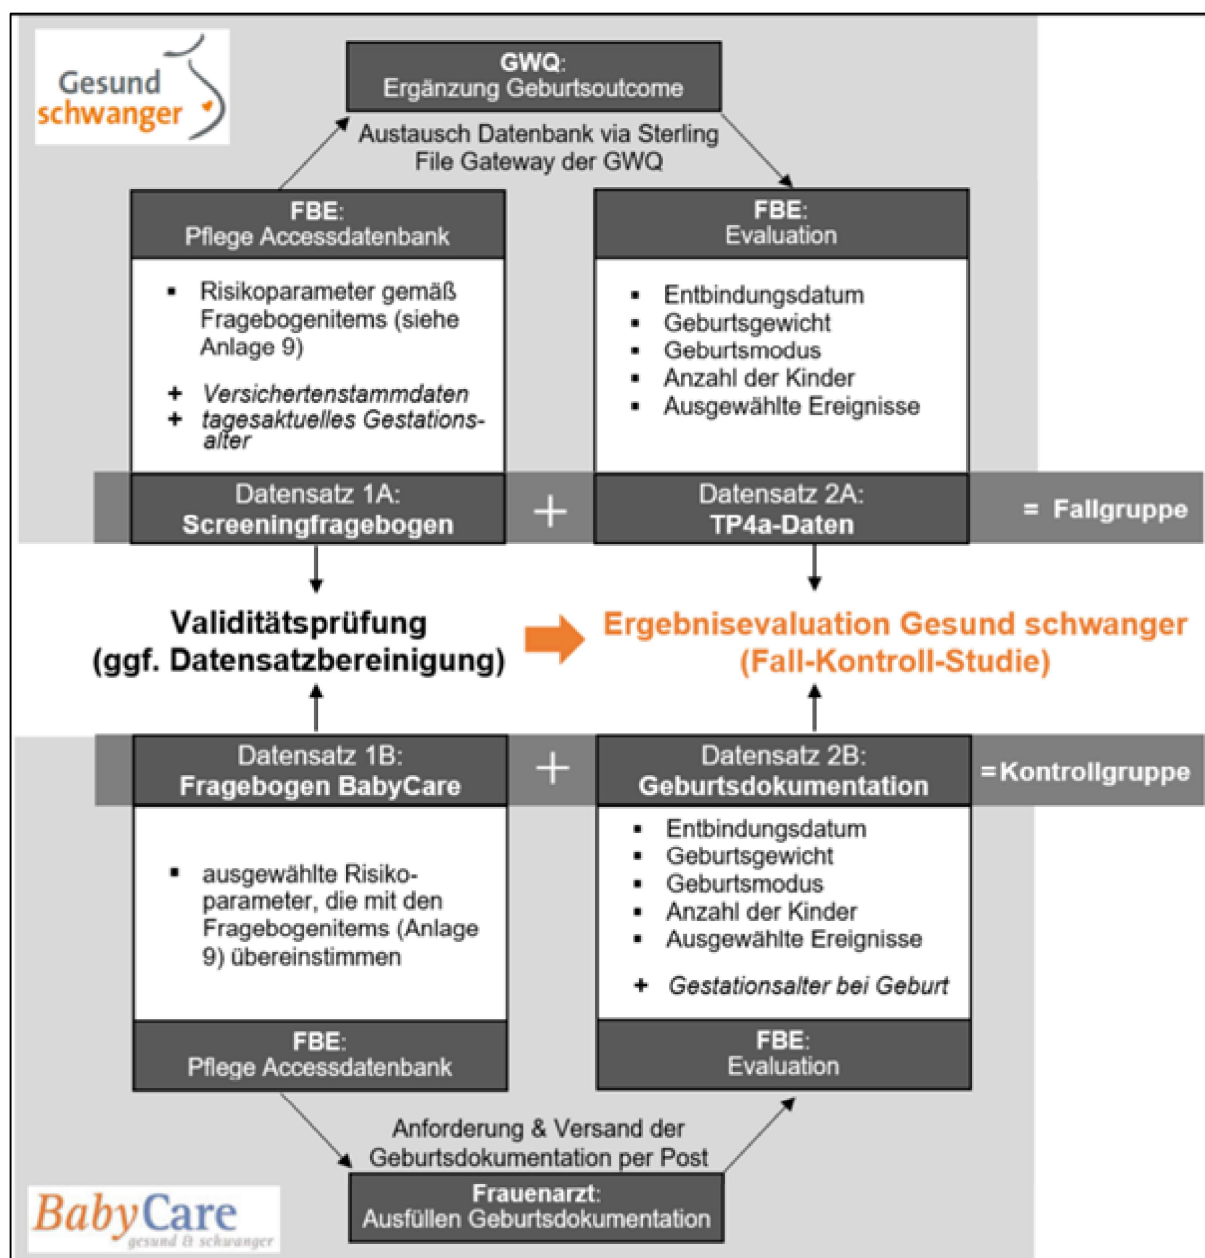 Gesund
schwanger
GWQ:
Ergänzung Geburtsoutcome
Austausch Datenbank via Sterling
File Gateway der GWQ
FBE:
Pflege Accessdatenbank
▪ Risikoparameter gemäß
Fragebogenitems (siehe
Anlage 9)
+ Versichertenstammdaten
+ tagesaktuelles Gestations-
alter
FBE:
Evaluation
▪ Entbindungsdatum
▪ Geburtsgewicht
▪ Geburtsmodus
▪ Anzahl der Kinder
▪ Ausgewählte Ereignisse
Datensatz 1A:
Screeningfragebogen
+
Datensatz 2A:
TP4a-Daten
= Fallgruppe
Validitätsprüfung
(ggf. Datensatzbereinigung)
Ergebnisevaluation Gesund schwanger
(Fall-Kontroll-Studie)
Datensatz 1B:
Fragebogen BabyCare
+
Datensatz 2B:
Geburtsdokumentation
=Kontrollgruppe
▪ ausgewählte Risiko-
parameter, die mit den
Fragebogenitems (Anlage
9) übereinstimmen
FBE:
Pflege Accessdatenbank
▪ Entbindungsdatum
▪ Geburtsgewicht
▪ Geburtsmodus
▪ Anzahl der Kinder
▪ Ausgewählte Ereignisse
+ Gestationsalter bei Geburt
FBE:
Evaluation
Anforderung & Versand der
Geburtsdokumentation per Post
Frauenarzt:
Ausfüllen Geburtsdokumentation
BabyCare
gesund & schwanger